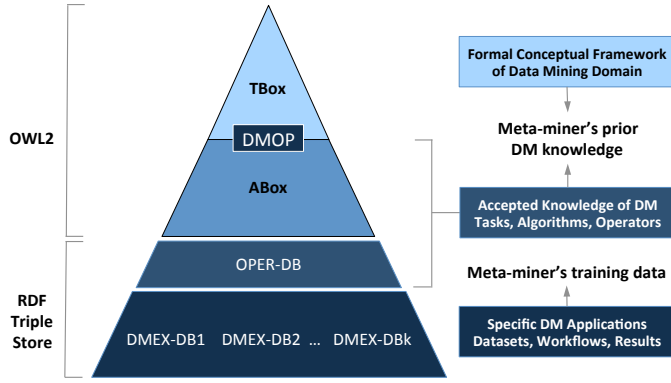 Formal Conceptual Framework
of Data Mining Domain
TBox
OWL2
DMOP
Meta-miner's prior
DM knowledge
ABox
Accepted Knowledge of DM
Tasks, Algorithms, Operators
OPER-DB
Meta-miner's training data
RDF
Triple
Store
DMEX-DB1 DMEX-DB2 ... DMEX-DBk
Specific DM Applications
Datasets, Workflows, Results